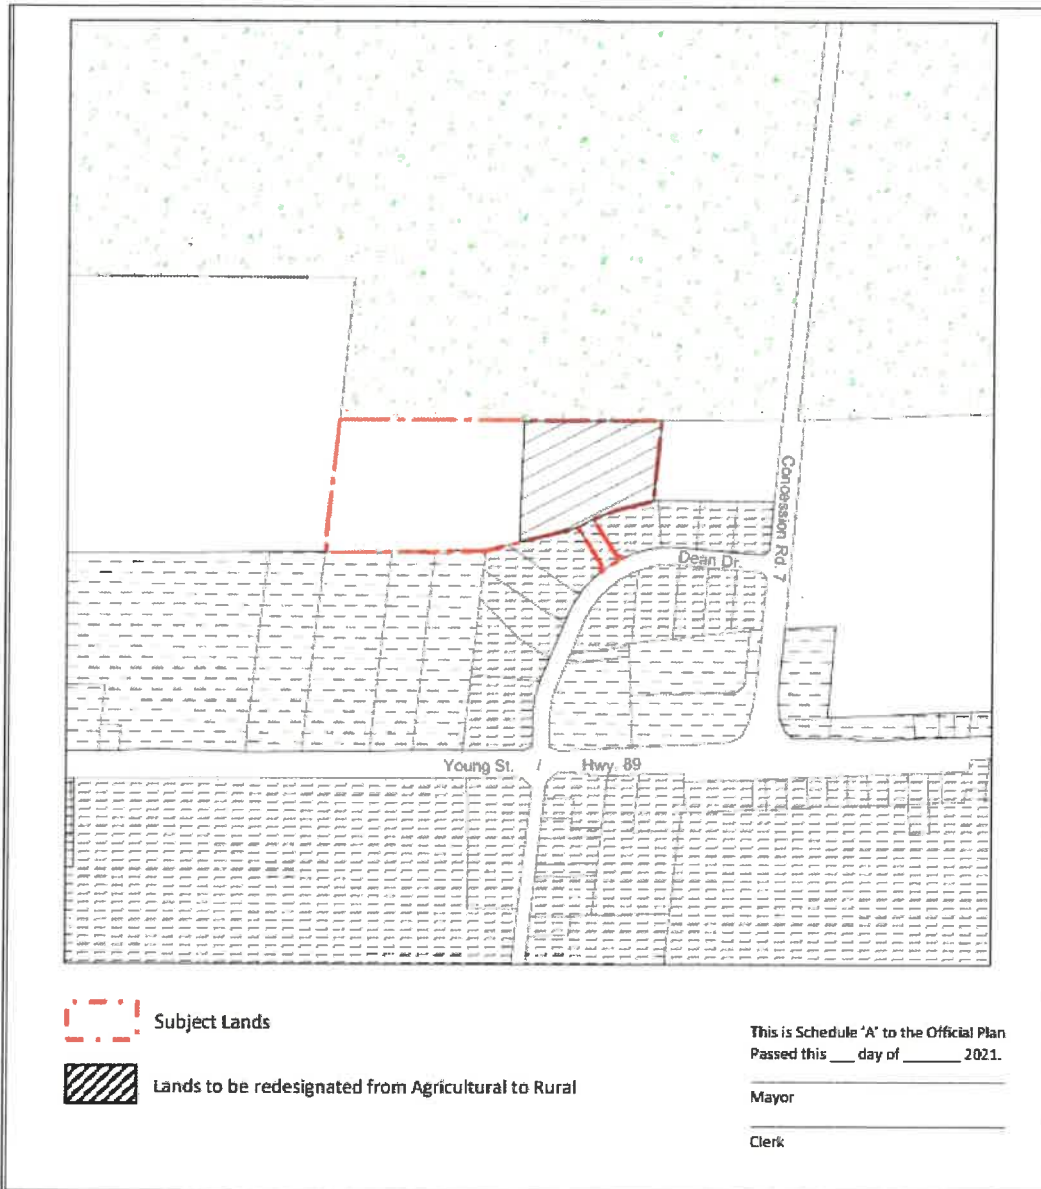 Concession Rd. 7
Dean Dr.
Young St.
Hwy. 89
Subject Lands
Lands to be redesignated from Agricultural to Rural
This is Schedule 'A' to the Official Plan
Passed this ___ day of _______ 2021.
Mayor
Clerk